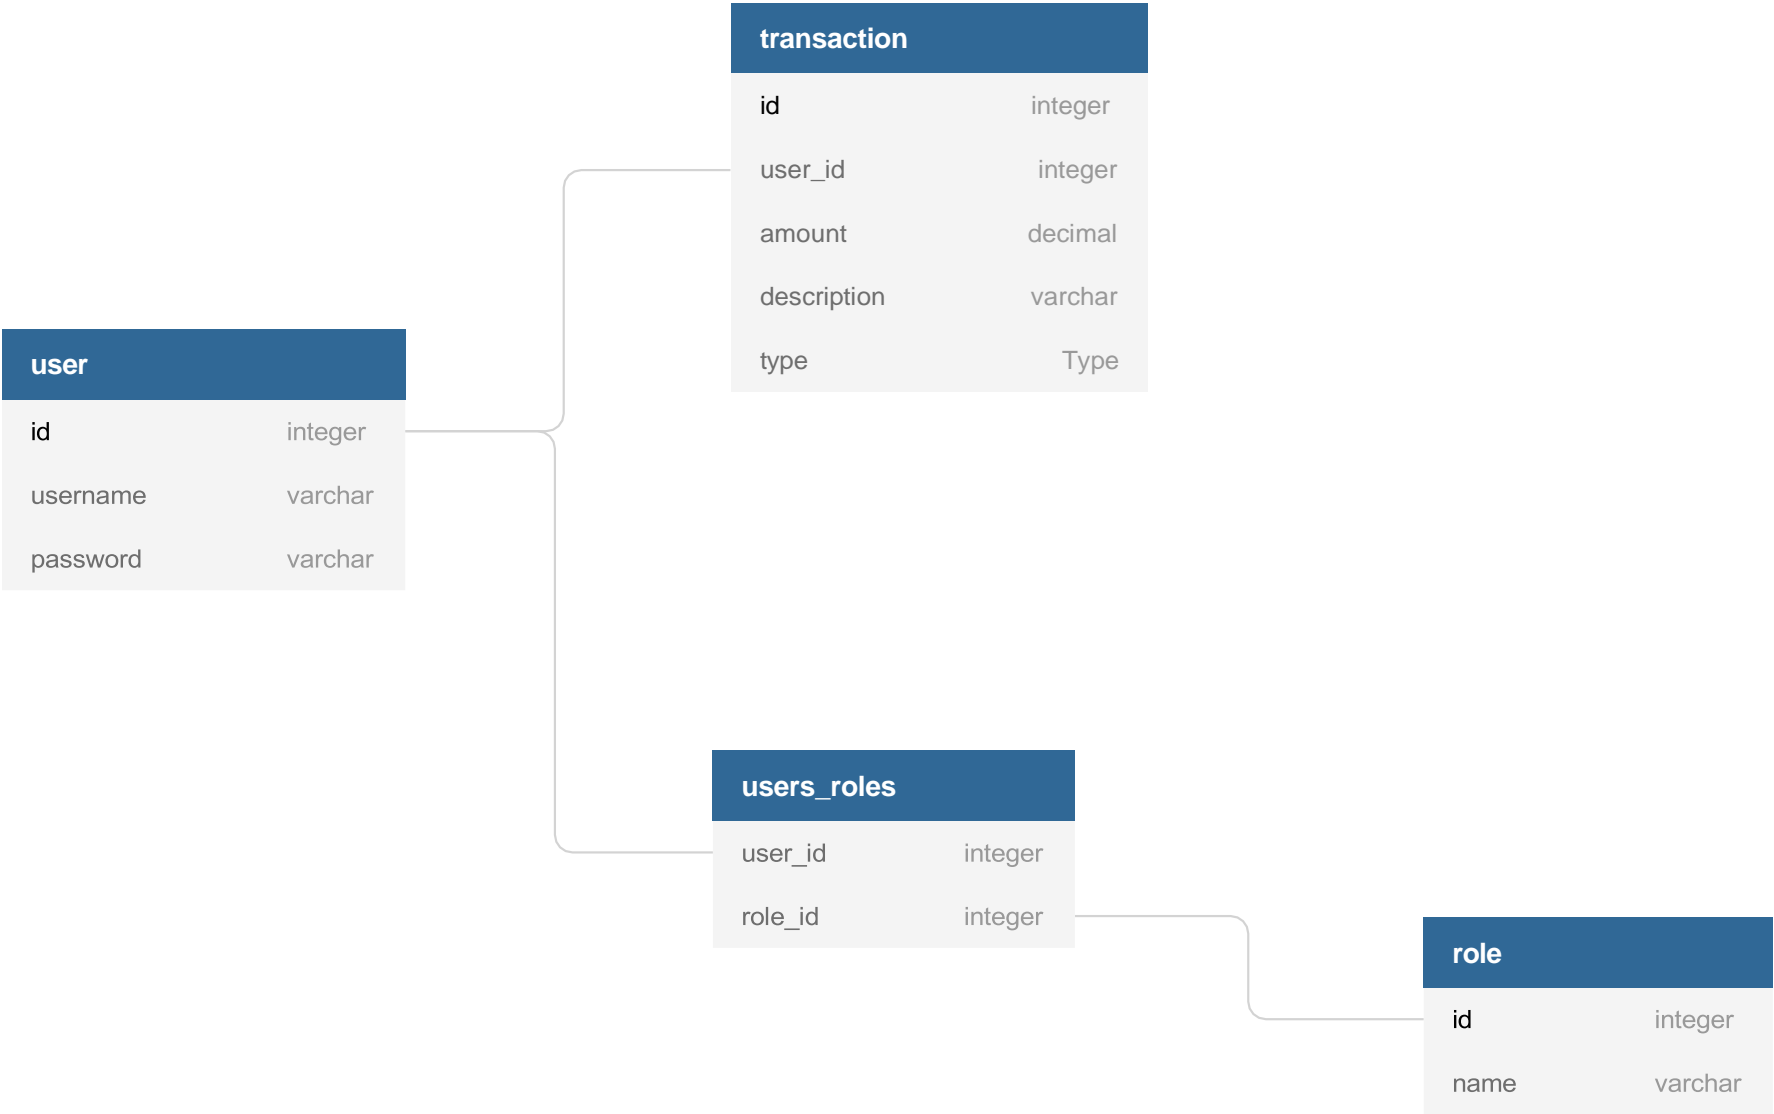 transaction
id integer
user_id integer
amount decimal
description varchar
type Type
user
id integer
username varchar
password varchar
users_roles
user_id integer
role_id integer
role
id integer
name varchar